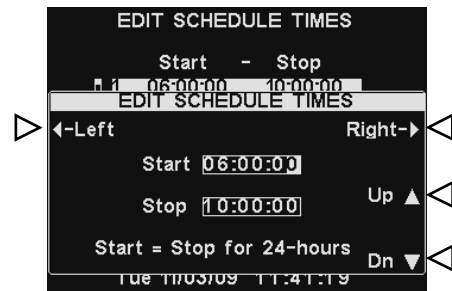 EDIT SCHEDULE TIMES
Start - Stop
1 06:00:00 10:00:00
EDIT SCHEDULE TIMES
◂-Left Right-▸
Start 06:00:00
Stop 10:00:00
Up ▲
Start = Stop for 24-hours
Dn ▼
Tue 11/03/09 11:41:19